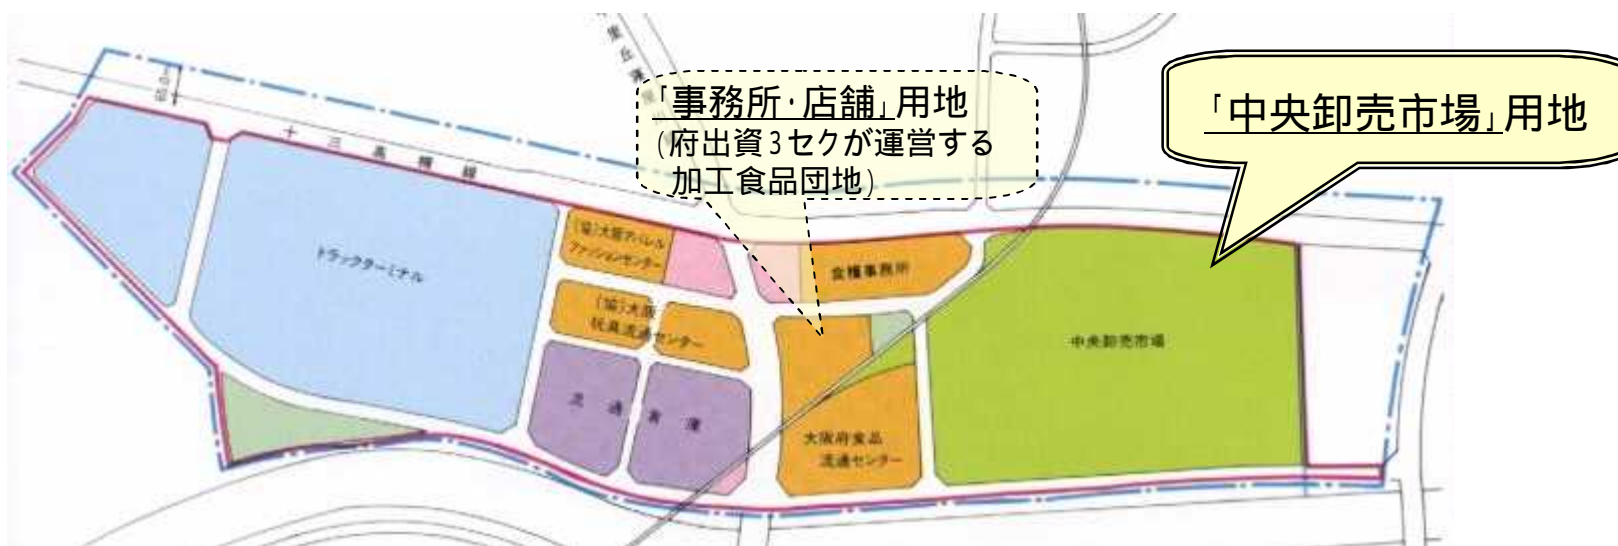 「事務所・店舗」用地
(府出資3セクが運営する
加工食品団地)
「中央卸売市場」用地
十三高槻線
トラックターミナル
(協)大阪アパレル
ファッションセンター
(協)大阪
玩具流通センター
流通倉庫
食糧事務所
大阪府食品
流通センター
中央卸売市場